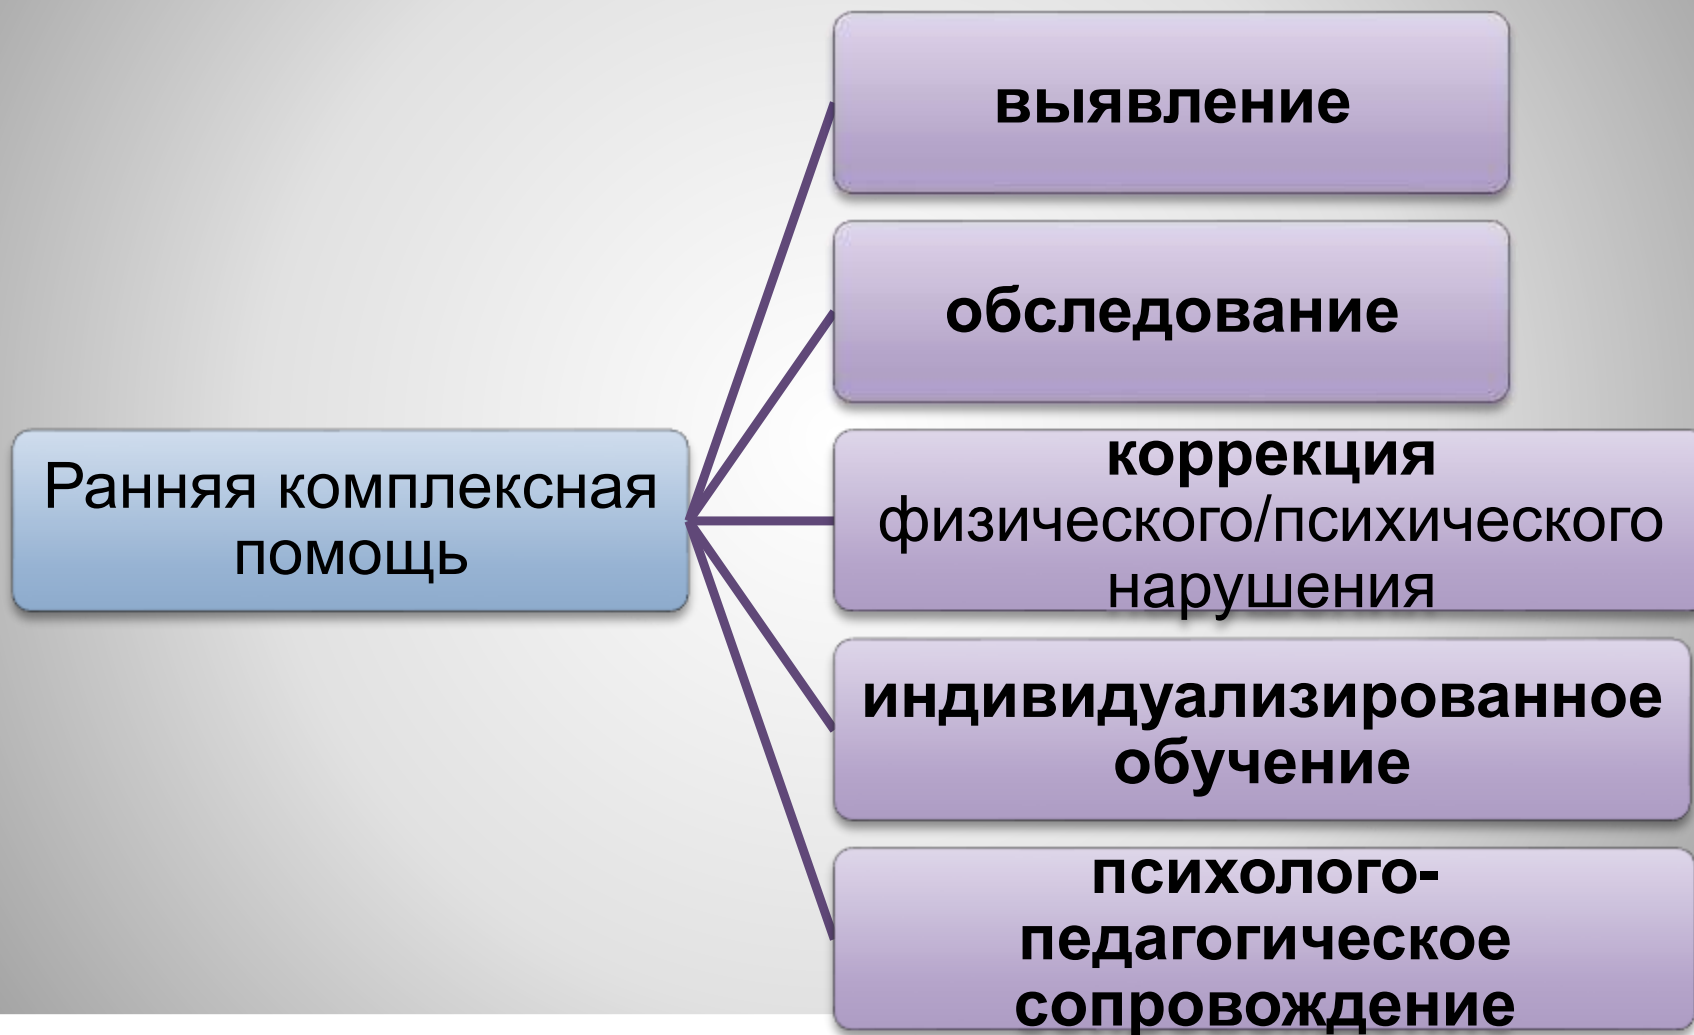 выявление
обследование
Ранняя комплексная
помощь
коррекция
физического/психического
нарушения
индивидуализированное
обучение
психолого-
педагогическое
сопровождение